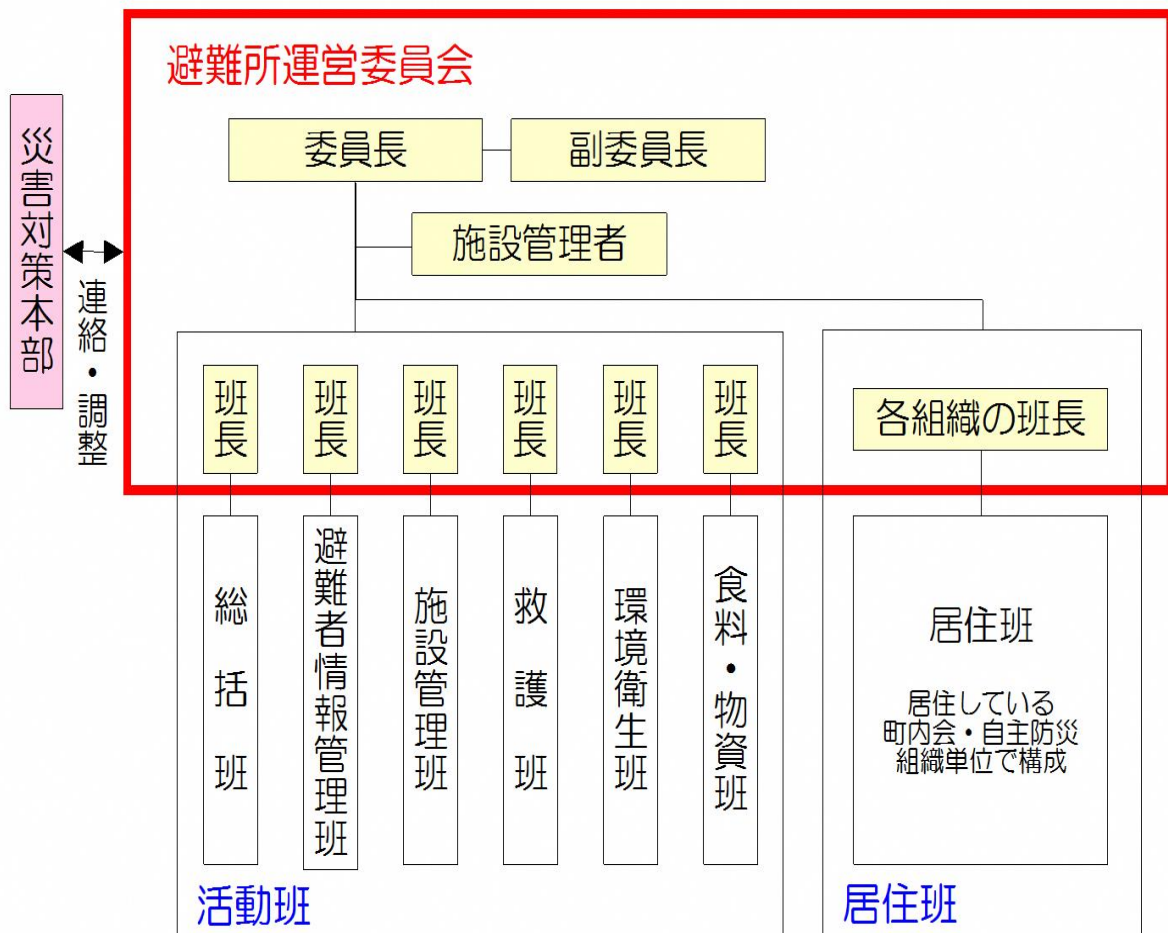 避難所運営委員会
委員長
副委員長
施設管理者
災害対策本部
連絡・調整
班長
班長
班長
班長
班長
班長
各組織の班長
総括班
避難者情報管理班
施設管理班
救護班
環境衛生班
食料・物資班
居住班
居住している
町内会・自主防災
組織単位で構成
活動班
居住班